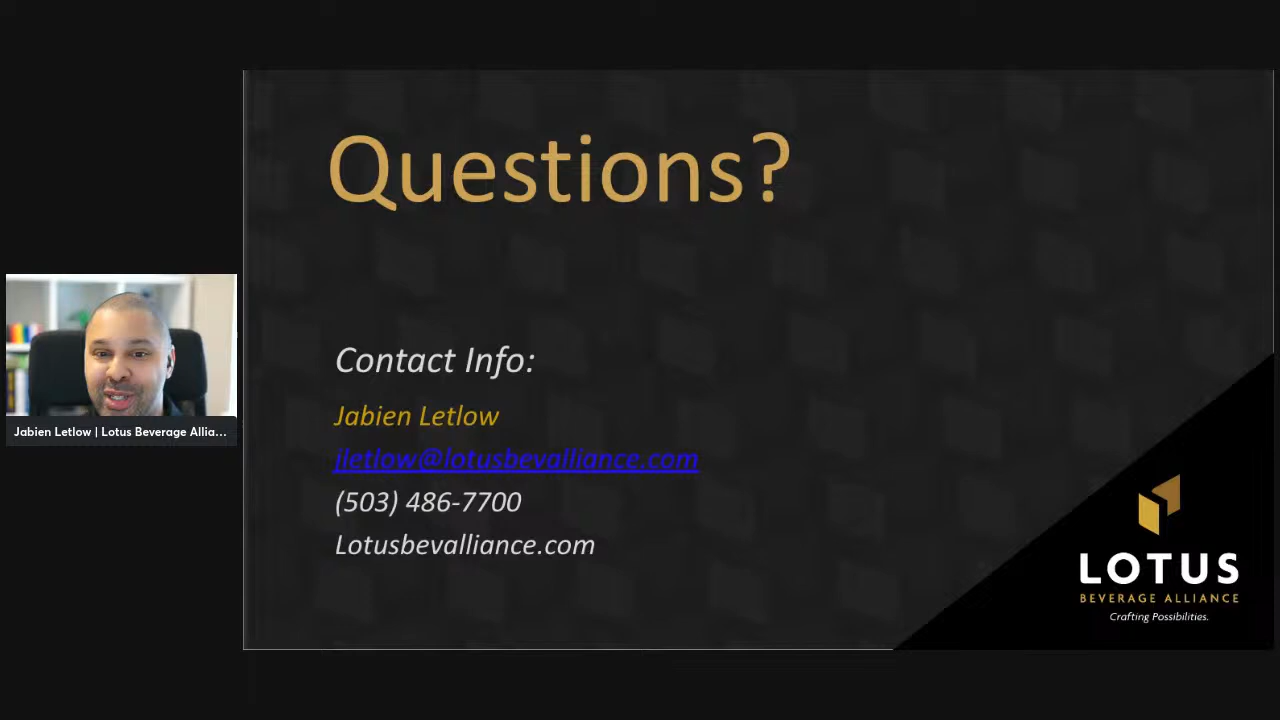 Questions?
Contact Info:
Jabien Letlow
jletlow@lotusbevalliance.com
(503) 486-7700
Lotusbevalliance.com
Jabien Letlow | Lotus Beverage Allia...
LOTUS
BEVERAGE ALLIANCE
Crafting Possibilities.